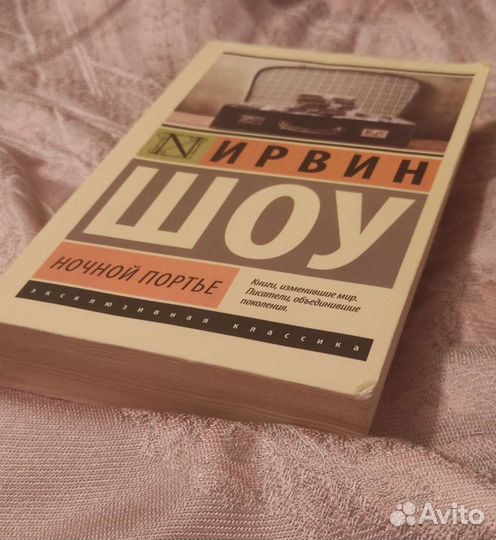 N ИРВИН
ШОУ
НОЧНОЙ ПОРТЬЕ
Книги, изменившие мир.
Писатели, объединившие
поколения.
эксклюзивная классика
Avito